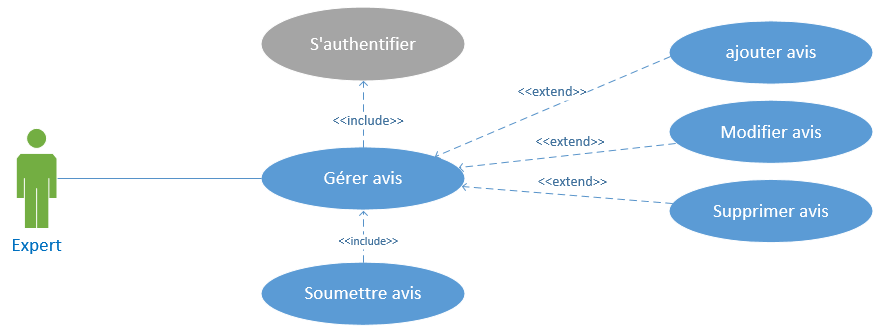 S'authentifier
ajouter avis
<<extend>>
<<include>>
Modifier avis
<<extend>>
Gérer avis
<<extend>>
Supprimer avis
Expert
<<include>>
Soumettre avis